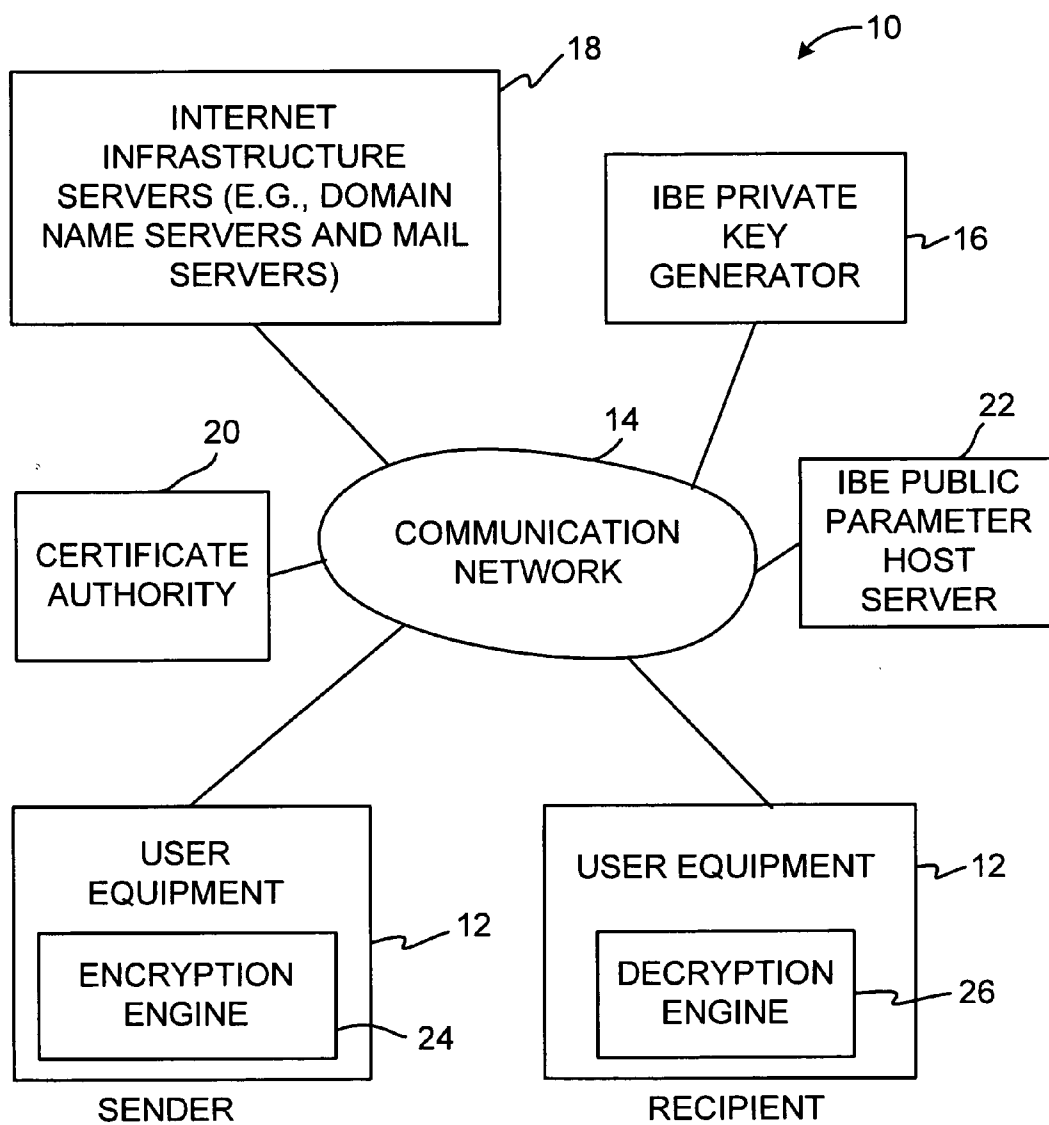 10
18
INTERNET
INFRASTRUCTURE
SERVERS (E.G., DOMAIN
NAME SERVERS AND MAIL
SERVERS)
IBE PRIVATE
KEY
GENERATOR
16
14
20
22
CERTIFICATE
AUTHORITY
COMMUNICATION
NETWORK
IBE PUBLIC
PARAMETER
HOST
SERVER
USER
EQUIPMENT
12
ENCRYPTION
ENGINE
24
SENDER
USER EQUIPMENT
12
DECRYPTION
ENGINE
26
RECIPIENT